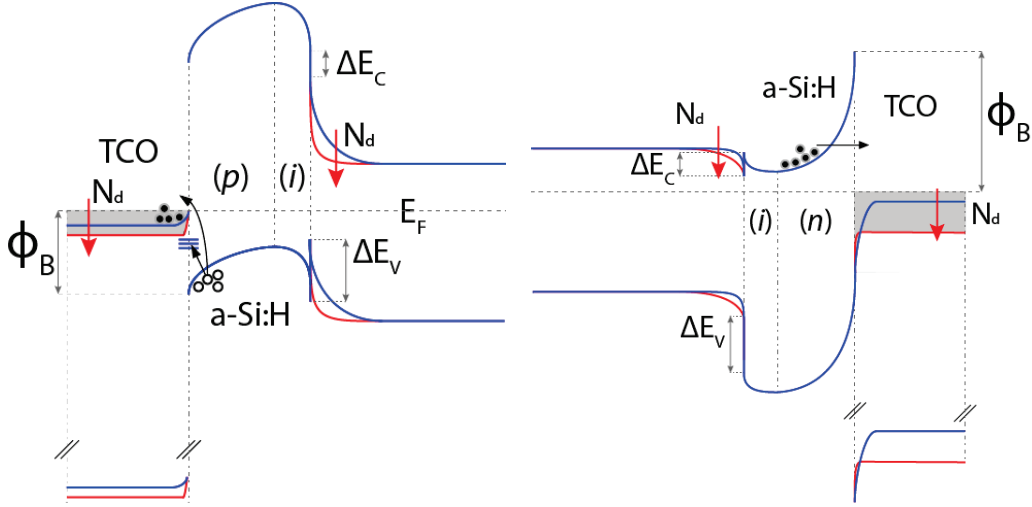 ΔE_C
TCO
N_d
N_d
(p)
(i)
E_F
Φ_B
ΔE_V
a-Si:H
a-Si:H
N_d
TCO
Φ_B
ΔE_C
(i)
(n)
N_d
ΔE_V